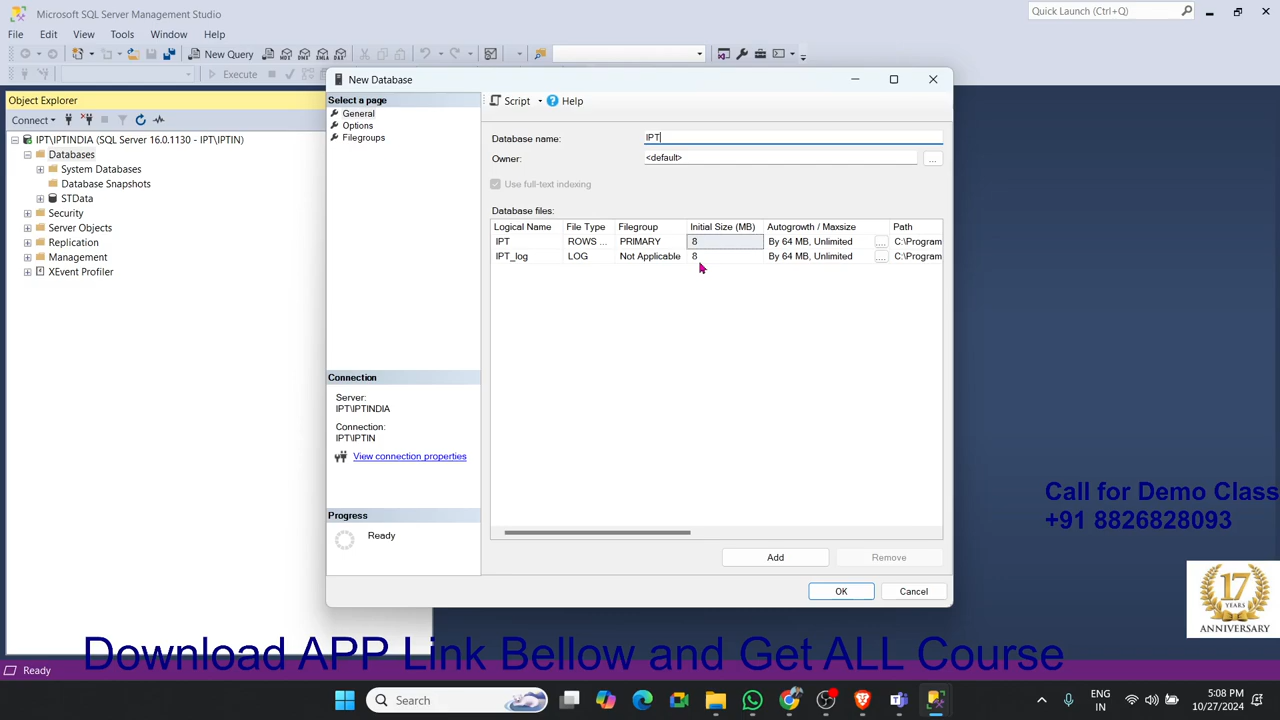 Microsoft SQL Server Management Studio
Quick Launch (Ctrl+Q)
File Edit View Tools Window Help
New Query
Execute
Object Explorer
Connect
IPT\IPTINDIA (SQL Server 16.0.1130 - IPT\IPTIN)
Databases
System Databases
Database Snapshots
STData
Security
Server Objects
Replication
Management
XEvent Profiler
New Database
Select a page
General
Options
Filegroups
Script Help
Database name: IPT
Owner: <default> ...
Use full-text indexing
Database files:
Logical Name File Type Filegroup Initial Size (MB) Autogrowth / Maxsize Path
IPT ROWS ... PRIMARY 8 By 64 MB, Unlimited ... C:\Program
IPT_log LOG Not Applicable 8 By 64 MB, Unlimited ... C:\Program
Connection
Server:
IPT\IPTINDIA
Connection:
IPT\IPTIN
View connection properties
Progress
Ready
Add Remove
OK Cancel
Call for Demo Class
+91 8826828093
17
YEARS
ANNIVERSARY
Download APP Link Bellow and Get ALL Course
Ready
Search
ENG
IN
5:08 PM
10/27/2024